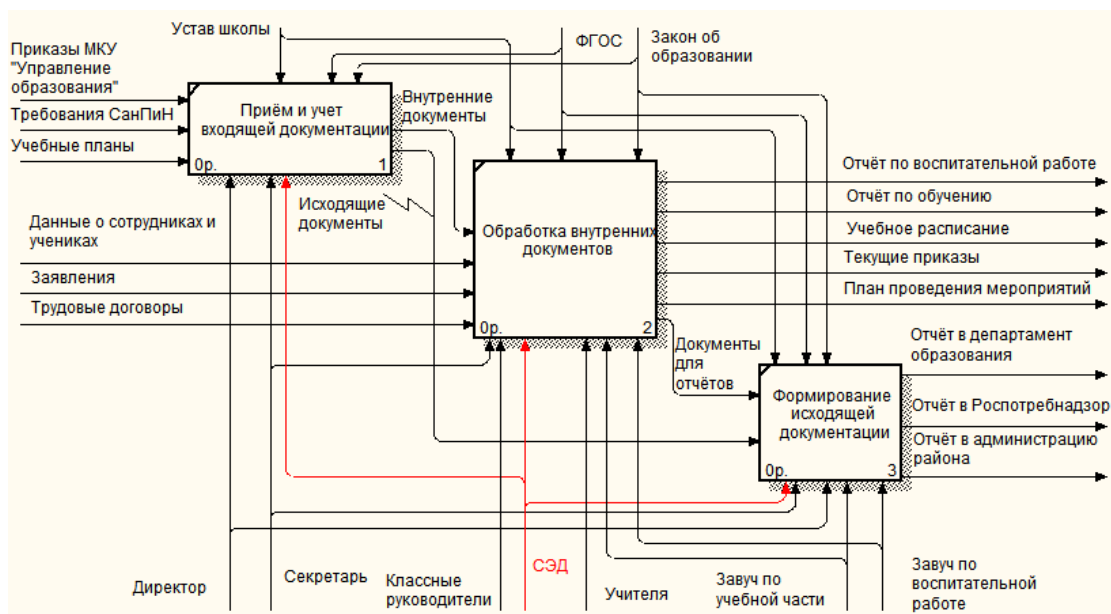 Устав школы
ФГОС
Закон об
образовании
Приказы МКУ
"Управление
образования"
Требования СанПиН
Учебные планы
Приём и учет
входящей документации
0р.
1
Внутренние
документы
Исходящие
документы
Данные о сотрудниках и
учениках
Заявления
Трудовые договоры
Обработка внутренних
документов
0р.
2
Отчёт по воспитательной работе
Отчёт по обучению
Учебное расписание
Текущие приказы
План проведения мероприятий
Документы
для
отчётов
Формирование
исходящей
документации
0р.
3
Отчёт в департамент
образования
Отчёт в Роспотребнадзор
Отчёт в администрацию
района
Директор
Секретарь
Классные
руководители
СЭД
Учителя
Завуч по
учебной части
Завуч по
воспитательной
работе